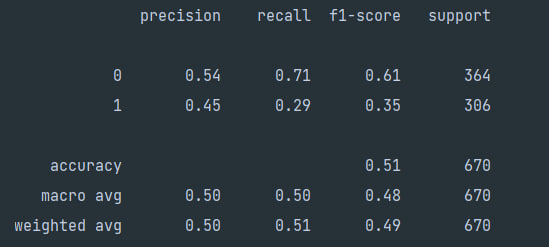 precision recall f1-score support
0 0.54 0.71 0.61 364
1 0.45 0.29 0.35 306
accuracy 0.51 670
macro avg 0.50 0.50 0.48 670
weighted avg 0.50 0.51 0.49 670